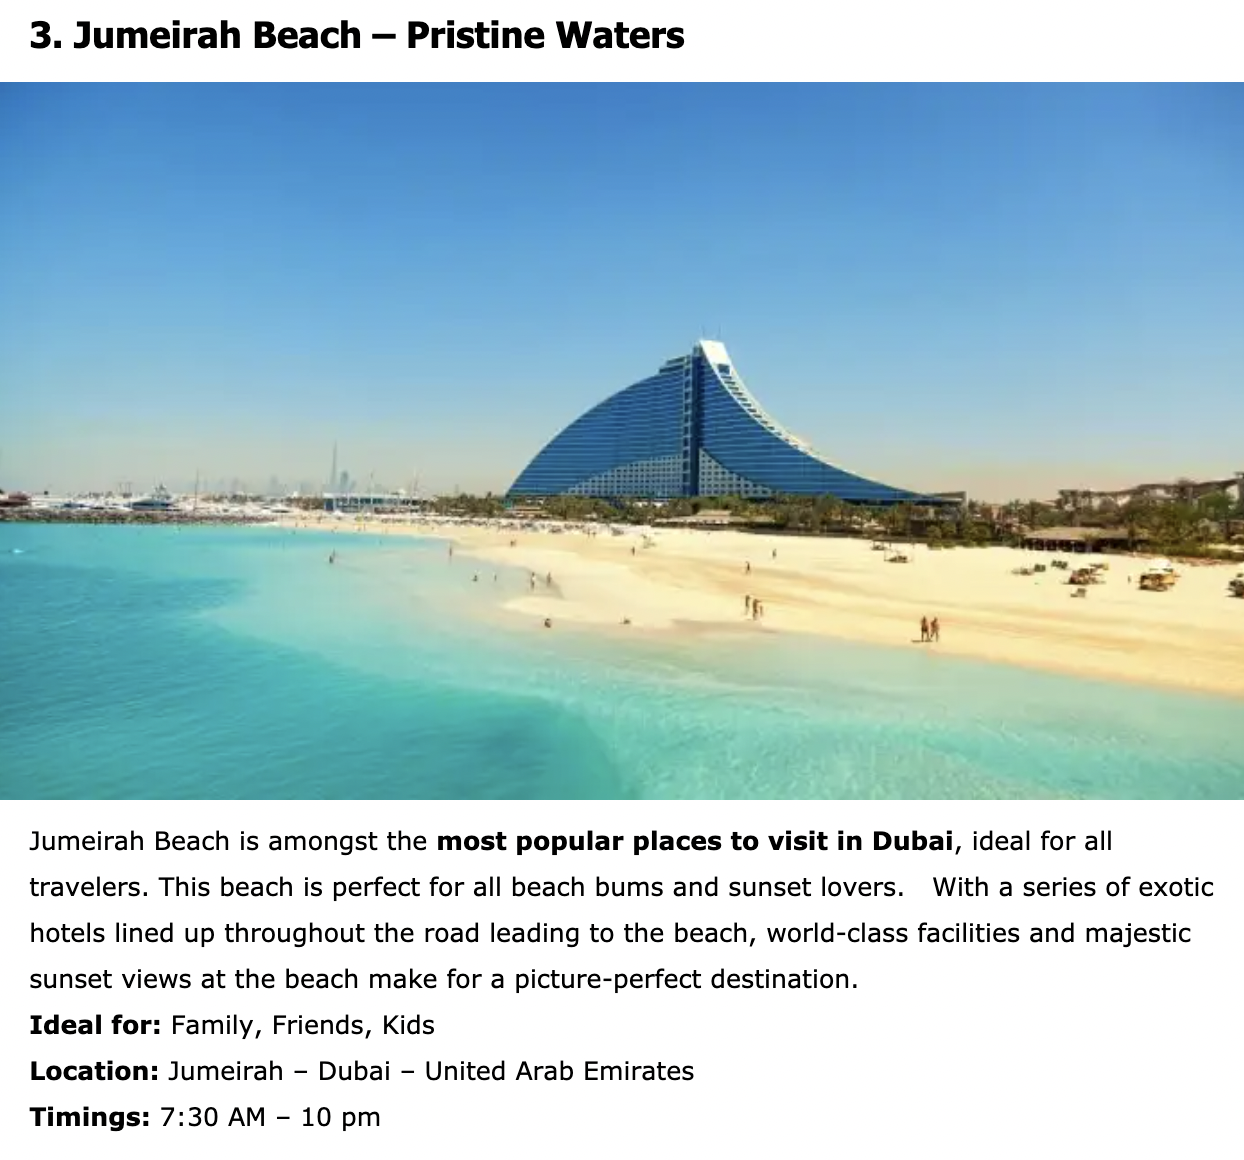 3. Jumeirah Beach – Pristine Waters
Jumeirah Beach is amongst the most popular places to visit in Dubai, ideal for all
travelers. This beach is perfect for all beach bums and sunset lovers.   With a series of exotic
hotels lined up throughout the road leading to the beach, world-class facilities and majestic
sunset views at the beach make for a picture-perfect destination.
Ideal for: Family, Friends, Kids
Location: Jumeirah – Dubai – United Arab Emirates
Timings: 7:30 AM – 10 pm